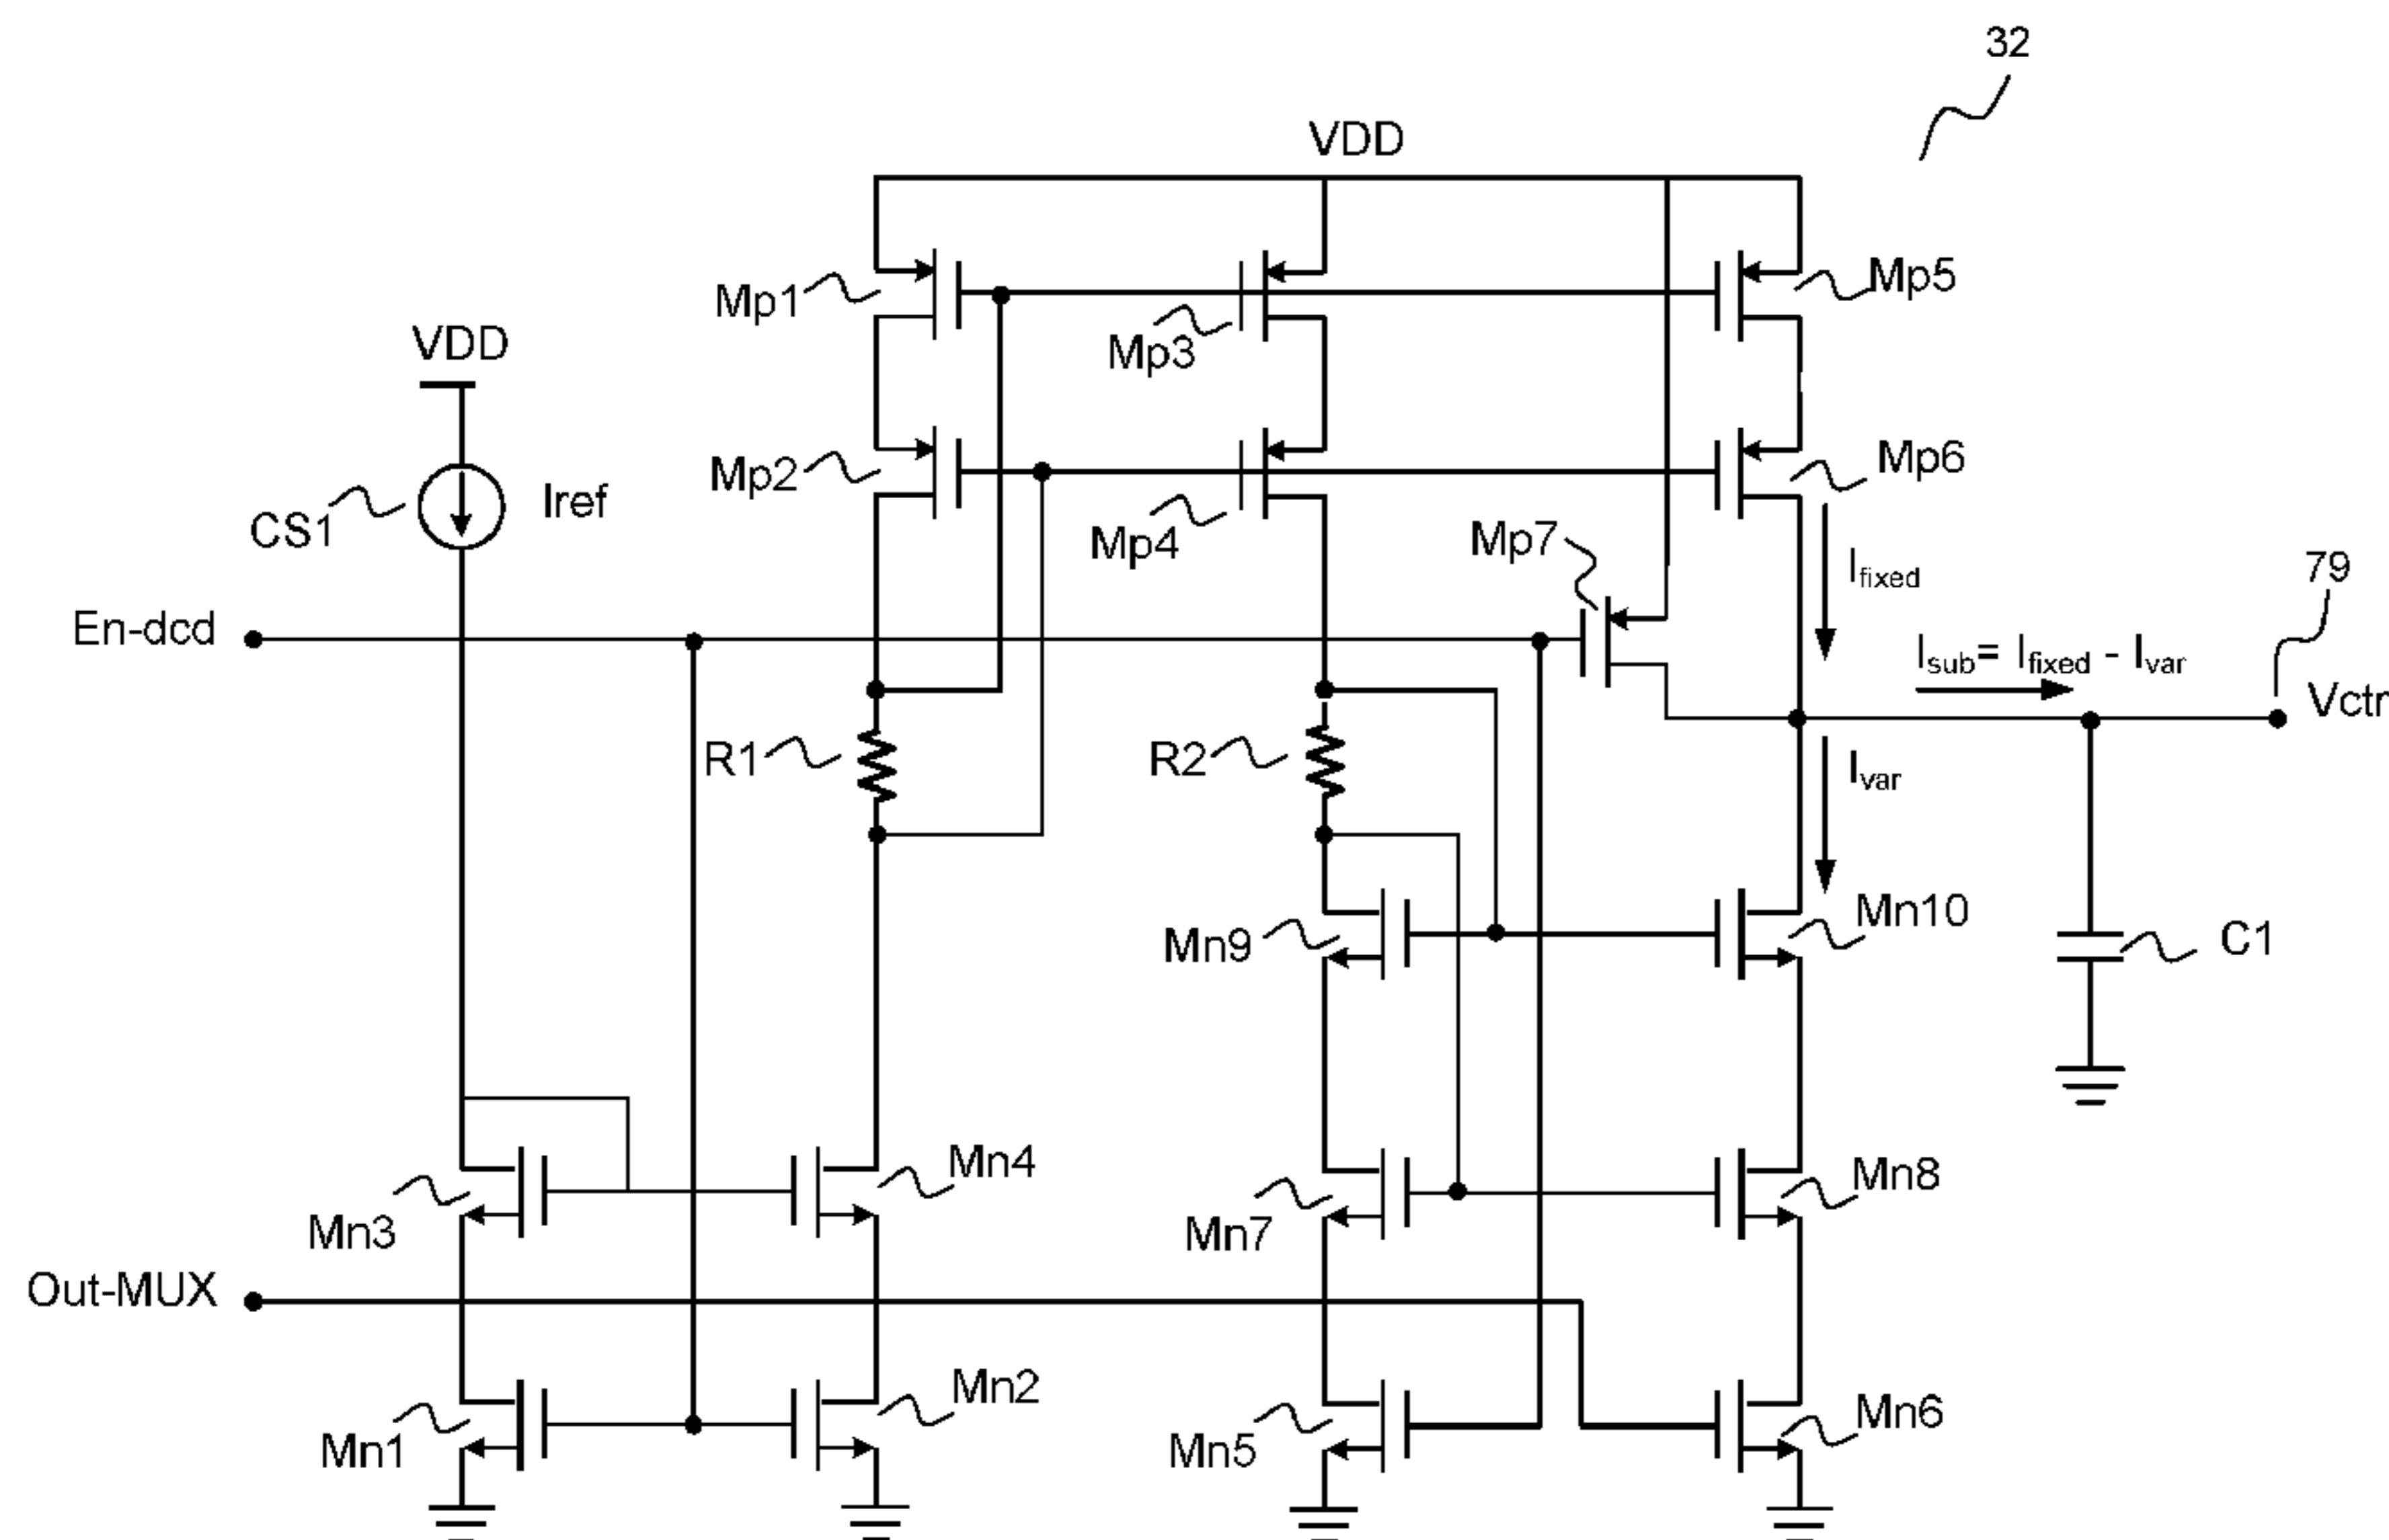 32
VDD
Mp1
Mp3
Mp5
VDD
Mp2
Mp4
Mp6
CS1
Iref
Mp7
Ifixed
79
En-dcd
Isub= Ifixed - Ivar
Vctr
R1
R2
Ivar
Mn9
Mn10
C1
Mn3
Mn4
Mn7
Mn8
Out-MUX
Mn1
Mn2
Mn5
Mn6